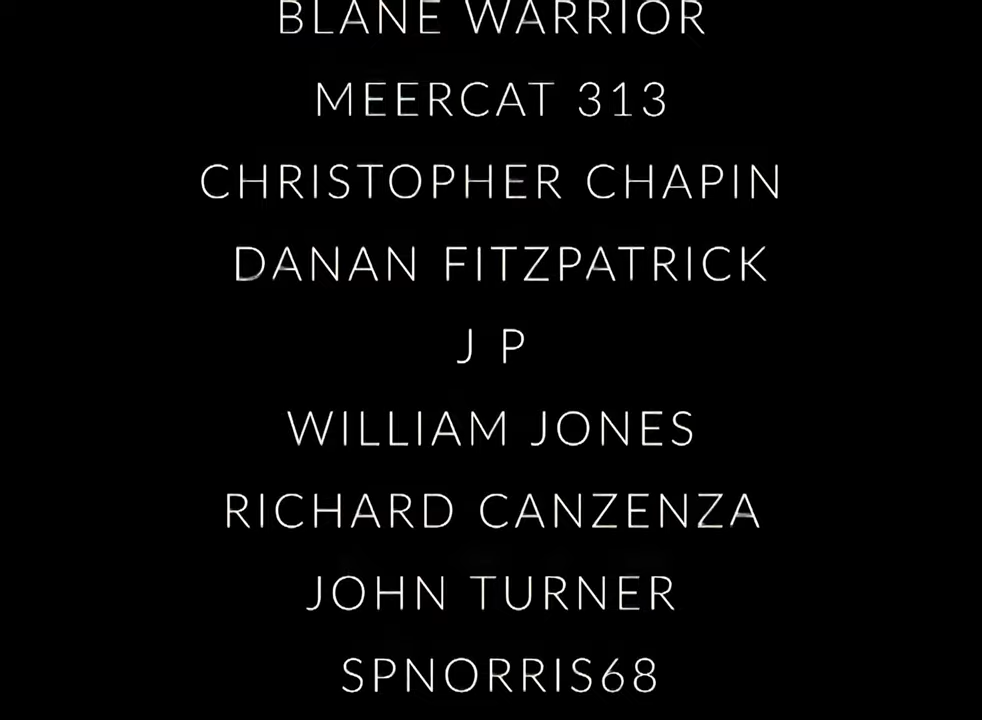 BLANE WARRIOR
MEERCAT 313
CHRISTOPHER CHAPIN
DANAN FITZPATRICK
J P
WILLIAM JONES
RICHARD CANZENZA
JOHN TURNER
SPNORRIS68